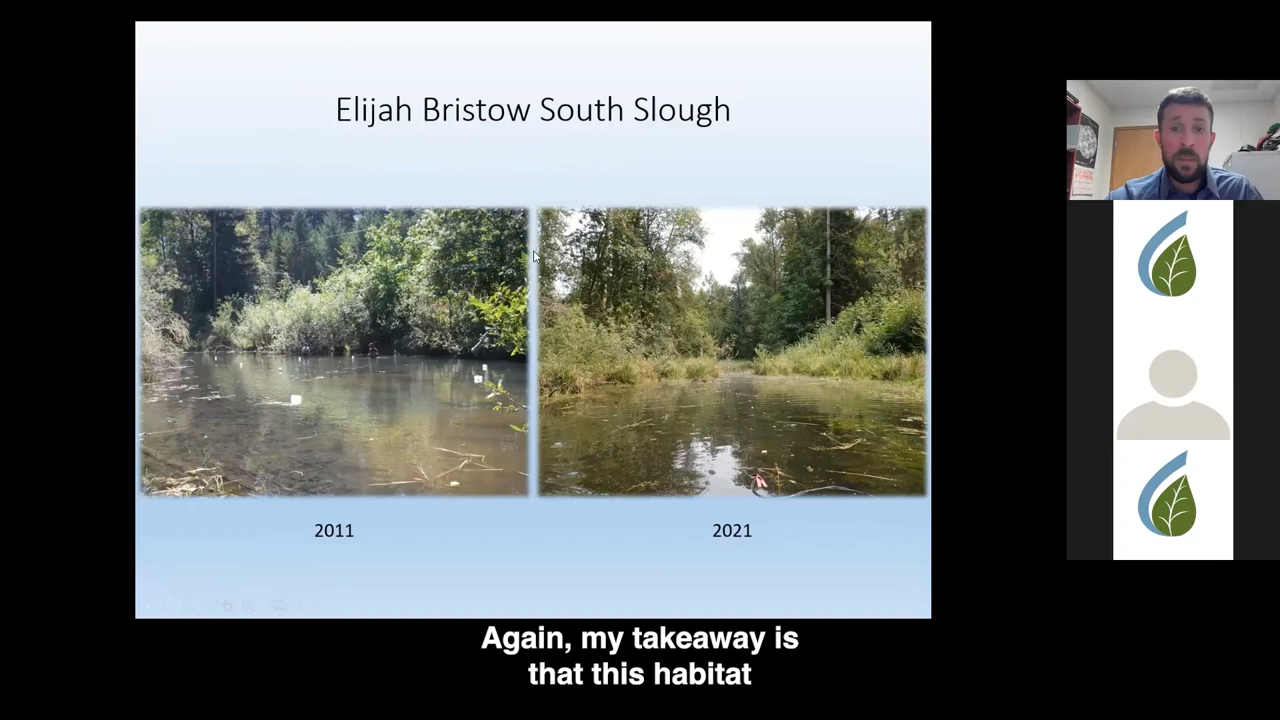 Elijah Bristow South Slough
2011
2021
Again, my takeaway is
that this habitat